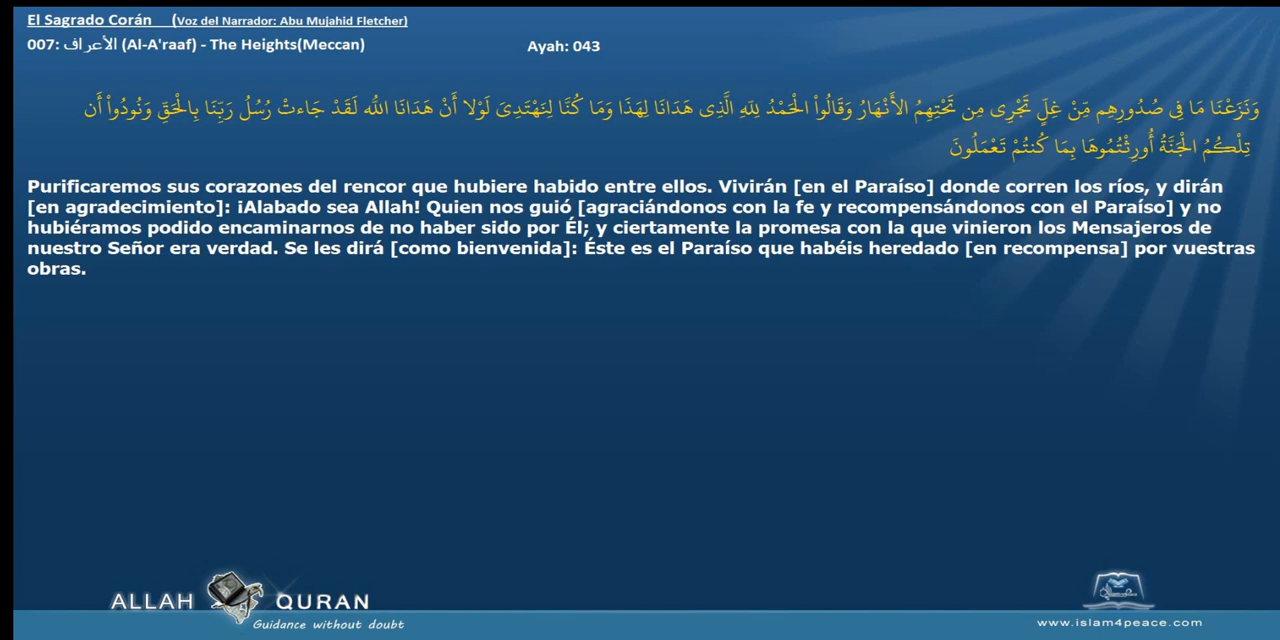 El Sagrado Corán (Voz del Narrador: Abu Mujahid Fletcher)
007: الأعراف (Al-A'raaf) - The Heights(Meccan) Ayah: 043
وَنَزَعْنَا مَا فِى صُدُورِهِم مِّنْ غِلٍّ تَجْرِى مِن تَحْتِهِمُ الأَنْهَارُ وَقَالُواْ الْحَمْدُ لِلّهِ الَّذِى هَدَانَا لِهَذَا وَمَا كُنَّا لِنَهْتَدِىَ لَوْلا أَنْ هَدَانَا اللّه لَقَدْ جَاءتْ رُسُلُ رَبِّنَا بِالْحَقِّ وَنُودُواْ أَن
تِلْكُمُ الْجَنَّةُ أُورِثْتُمُوهَا بِمَا كُنتُمْ تَعْمَلُونَ
Purificaremos sus corazones del rencor que hubiere habido entre ellos. Vivirán [en el Paraíso] donde corren los ríos, y dirán
[en agradecimiento]: ¡Alabado sea Allah! Quien nos guió [agraciándonos con la fe y recompensándonos con el Paraíso] y no
hubiéramos podido encaminarnos de no haber sido por Él; y ciertamente la promesa con la que vinieron los Mensajeros de
nuestro Señor era verdad. Se les dirá [como bienvenida]: Éste es el Paraíso que habéis heredado [en recompensa] por vuestras
obras.
ALLAH QURAN
Guidance without doubt
www.islam4peace.com